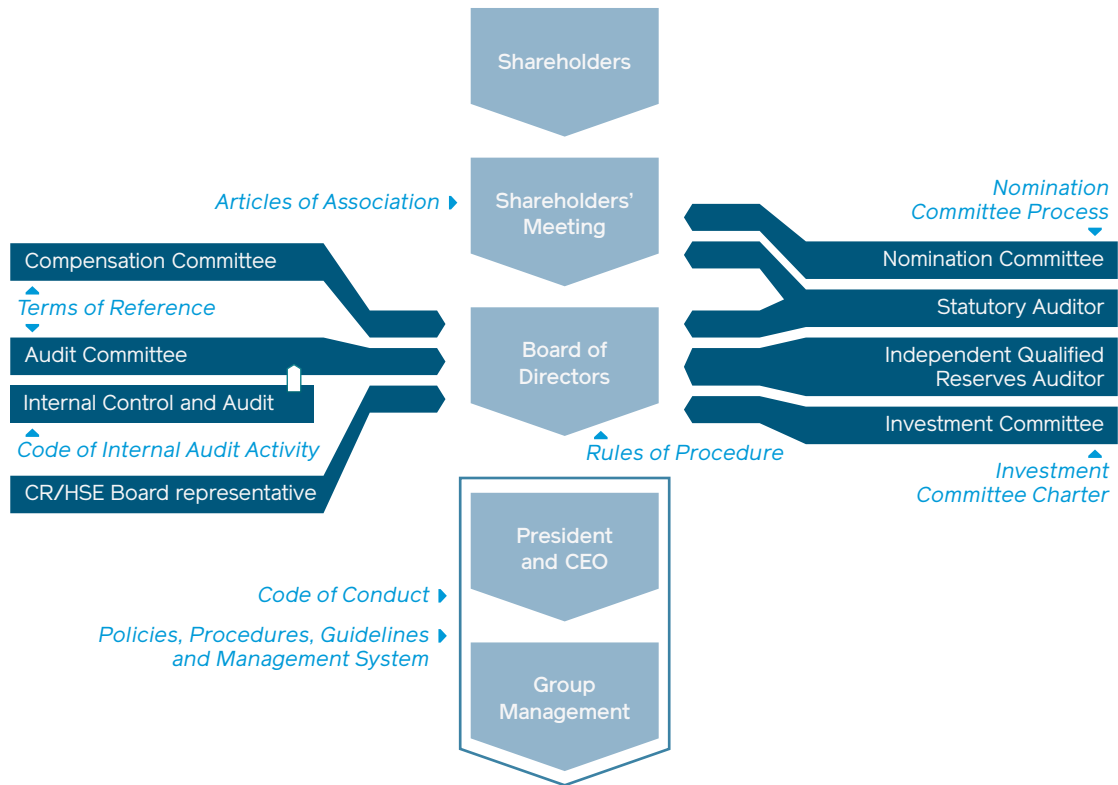 Shareholders
Articles of Association
Shareholders’
Meeting
Nomination
Committee Process
Compensation Committee
Terms of Reference
Audit Committee
Internal Control and Audit
Code of Internal Audit Activity
CR/HSE Board representative
Board of
Directors
Rules of Procedure
Nomination Committee
Statutory Auditor
Independent Qualified
Reserves Auditor
Investment Committee
Investment
Committee Charter
President
and CEO
Code of Conduct
Policies, Procedures, Guidelines
and Management System
Group
Management